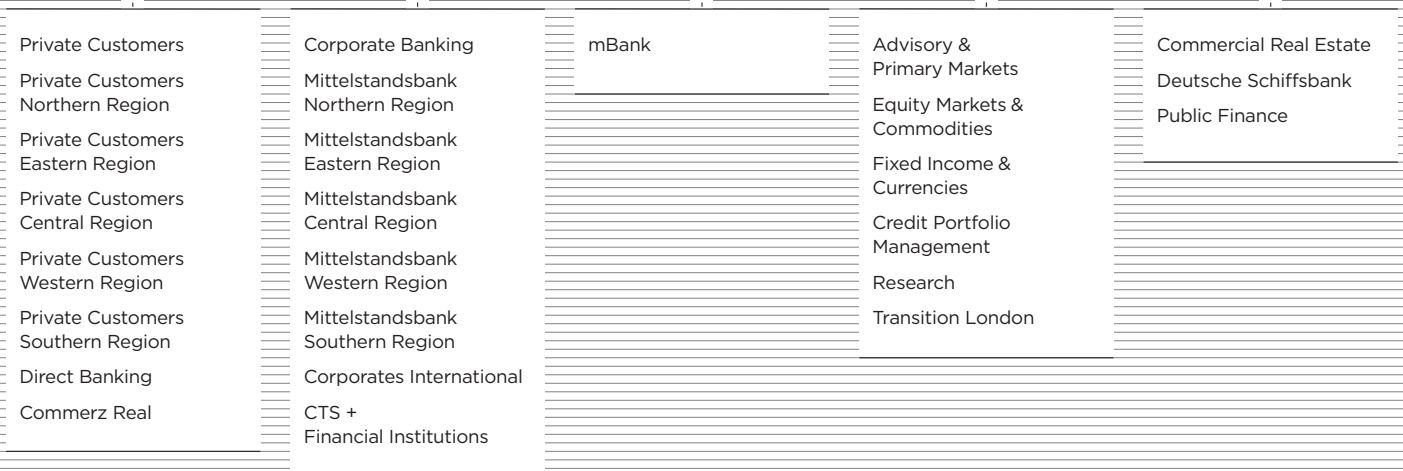 Private Customers
Private Customers
Northern Region
Private Customers
Eastern Region
Private Customers
Central Region
Private Customers
Western Region
Private Customers
Southern Region
Direct Banking
Commerz Real
Corporate Banking
Mittelstandsbank
Northern Region
Mittelstandsbank
Eastern Region
Mittelstandsbank
Central Region
Mittelstandsbank
Western Region
Mittelstandsbank
Southern Region
Corporates International
CTS +
Financial Institutions
mBank
Advisory &
Primary Markets
Equity Markets &
Commodities
Fixed Income &
Currencies
Credit Portfolio
Management
Research
Transition London
Commercial Real Estate
Deutsche Schiffsbank
Public Finance